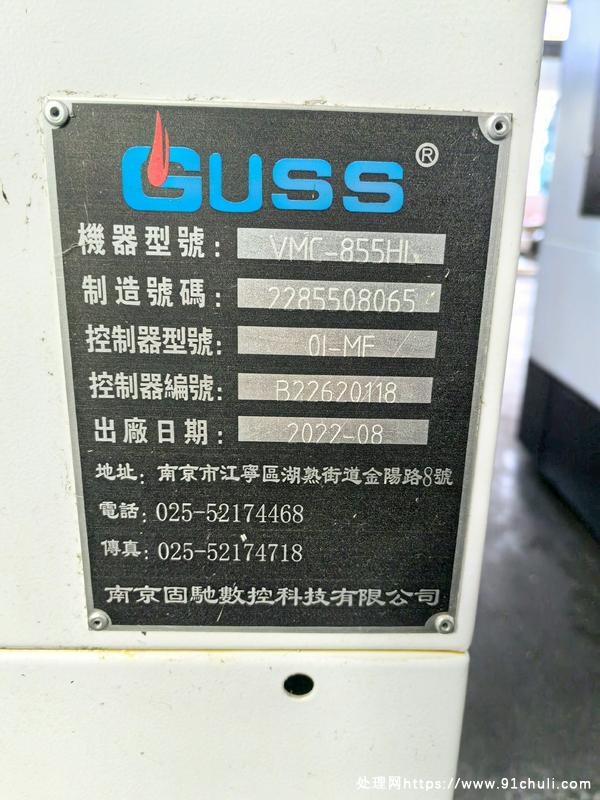 GUSS®
機器型號: VMC-855HL
制造號碼: 2285508065
控制器型號: 0I-MF
控制器編號: B22620118
出廠日期: 2022-08
地址: 南京市江寧區湖熟街道金陽路8號
電話: 025-52174468
傳真: 025-52174718
南京固馳數控科技有限公司
处理网https://www.91chuli.com